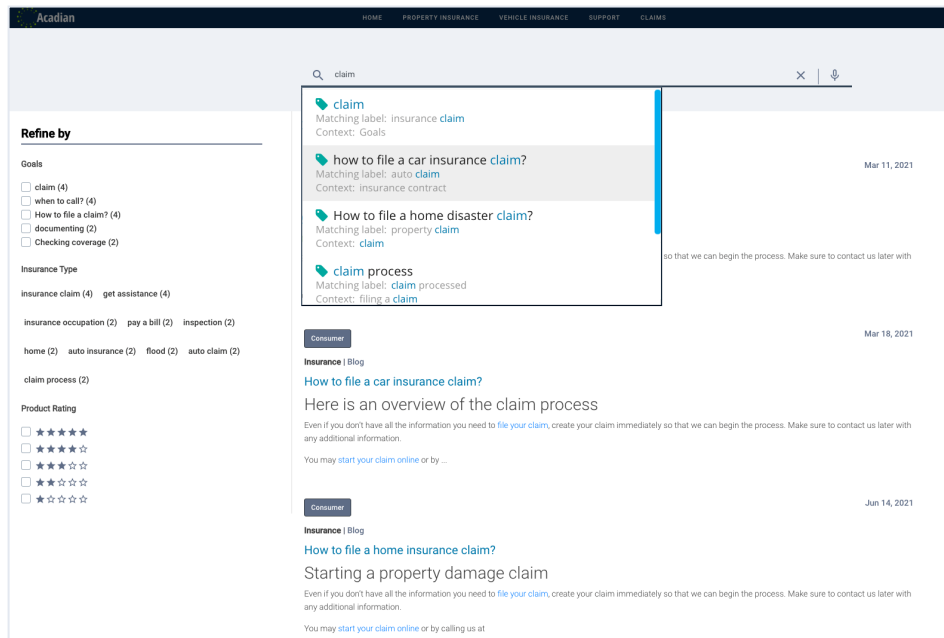 Acadian
HOME PROPERTY INSURANCE VEHICLE INSURANCE SUPPORT CLAIMS
claim
claim
Matching label: insurance claim
Context: Goals
how to file a car insurance claim?
Matching label: auto claim
Context: insurance contract
How to file a home disaster claim?
Matching label: property claim
Context: claim
claim process
Matching label: claim processed
Context: filing a claim
Refine by
Goals
claim (4)
when to call? (4)
How to file a claim? (4)
documenting (2)
Checking coverage (2)
Insurance Type
insurance claim (4) get assistance (4)
insurance occupation (2) pay a bill (2) inspection (2)
home (2) auto insurance (2) flood (2) auto claim (2)
claim process (2)
Product Rating
Mar 11, 2021
so that we can begin the process. Make sure to contact us later with
Consumer
Mar 18, 2021
Insurance | Blog
How to file a car insurance claim?
Here is an overview of the claim process
Even if you don't have all the information you need to file your claim, create your claim immediately so that we can begin the process. Make sure to contact us later with
any additional information.
You may start your claim online or by ...
Consumer
Jun 14, 2021
Insurance | Blog
How to file a home insurance claim?
Starting a property damage claim
Even if you don't have all the information you need to file your claim, create your claim immediately so that we can begin the process. Make sure to contact us later with
any additional information.
You may start your claim online or by calling us at